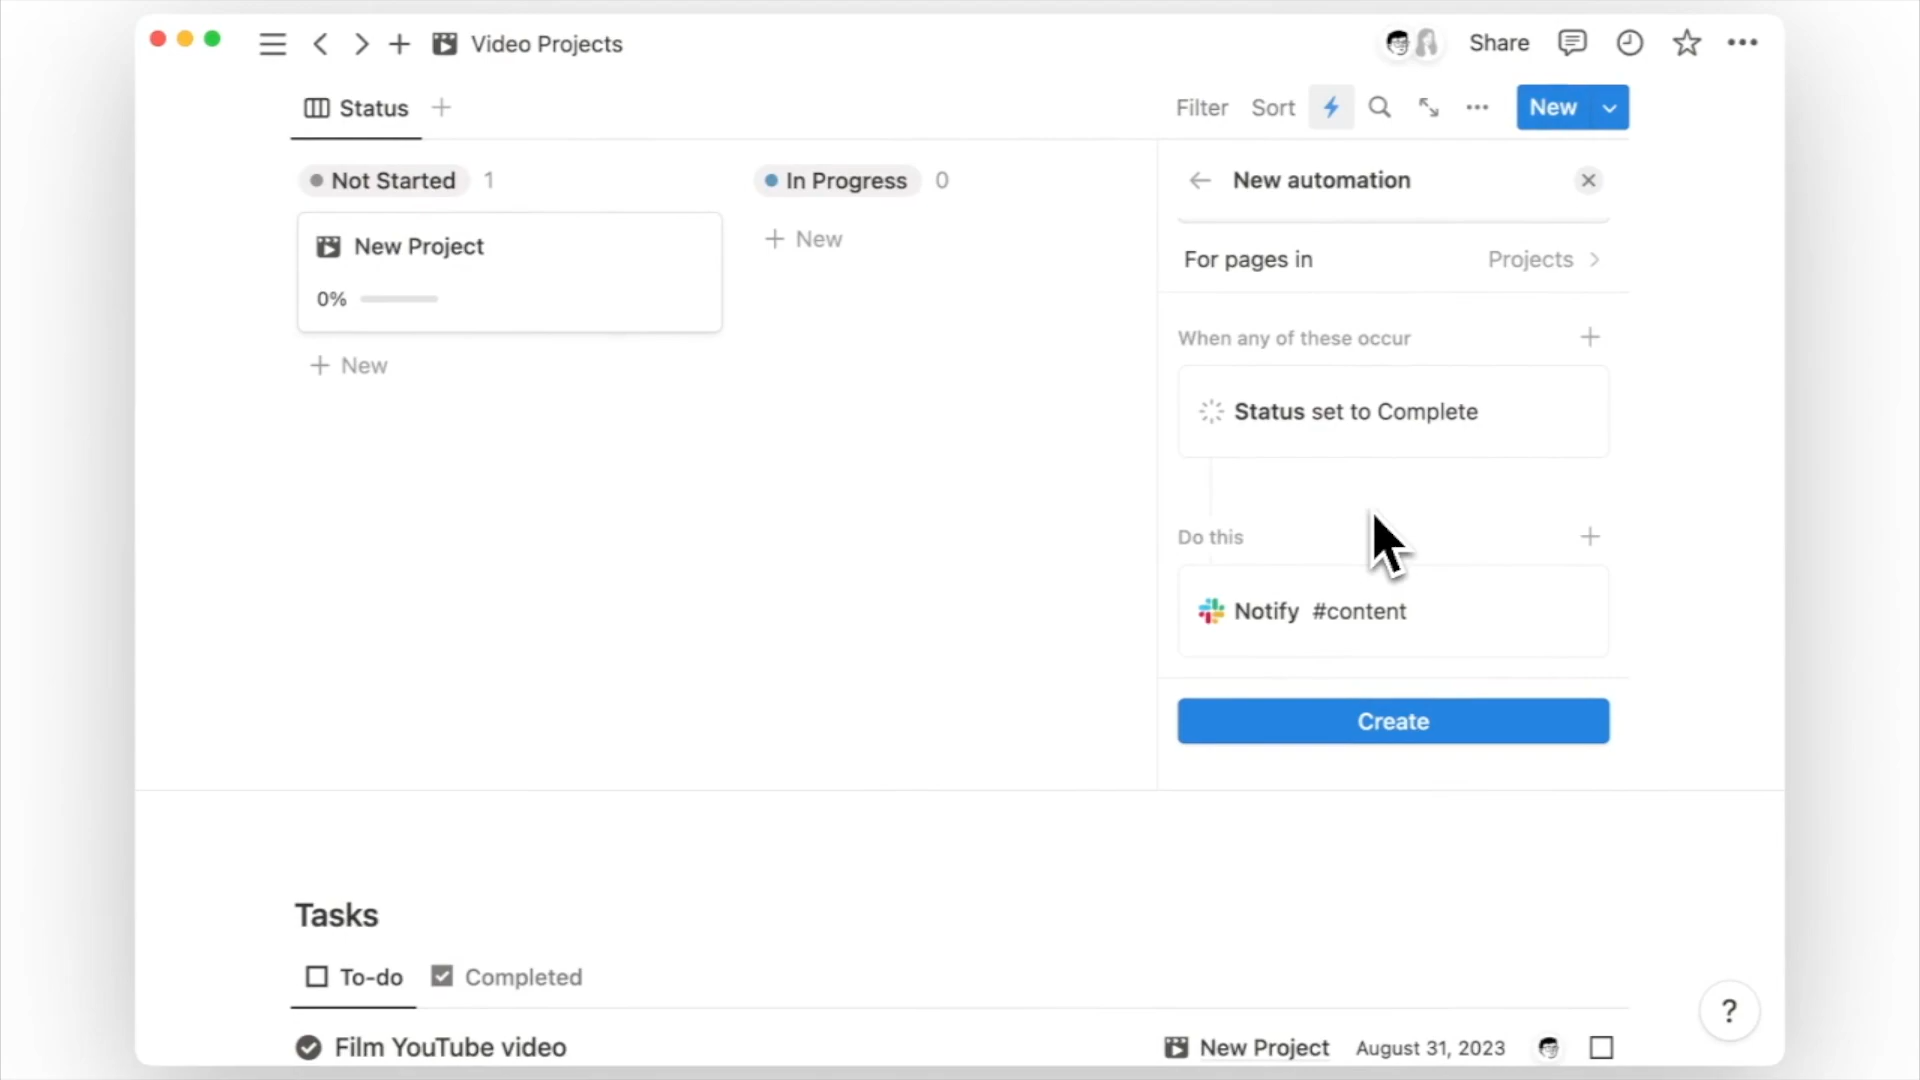 Video Projects
Share
Status
Filter Sort
New
Not Started 1
In Progress 0
New automation
New Project
0%
New
New
For pages in Projects
When any of these occur
Status set to Complete
Do this
Notify #content
Create
Tasks
To-do Completed
Film YouTube video New Project August 31, 2023
?